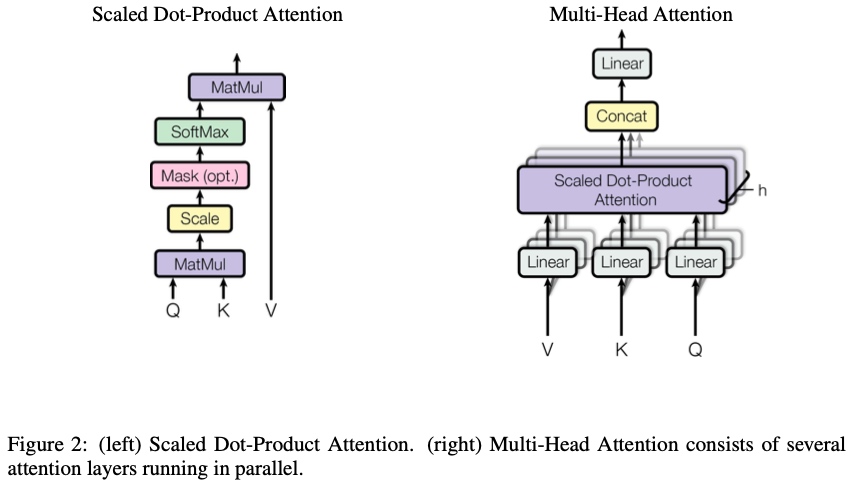 Scaled Dot-Product Attention
MatMul
SoftMax
Mask (opt.)
Scale
MatMul
Q K V
Multi-Head Attention
Linear
Concat
Scaled Dot-Product
Attention
h
Linear Linear Linear
V K Q
Figure 2: (left) Scaled Dot-Product Attention. (right) Multi-Head Attention consists of several
attention layers running in parallel.